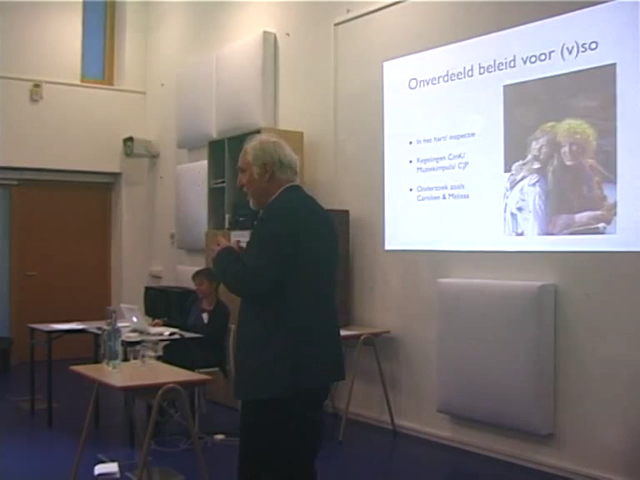 Onverdeeld beleid voor (v)so
• In het hart! inspectie
• Regelingen CmK/
Muziekimpuls/ CJP
• Onderzoek zoals
Carolien & Melissa